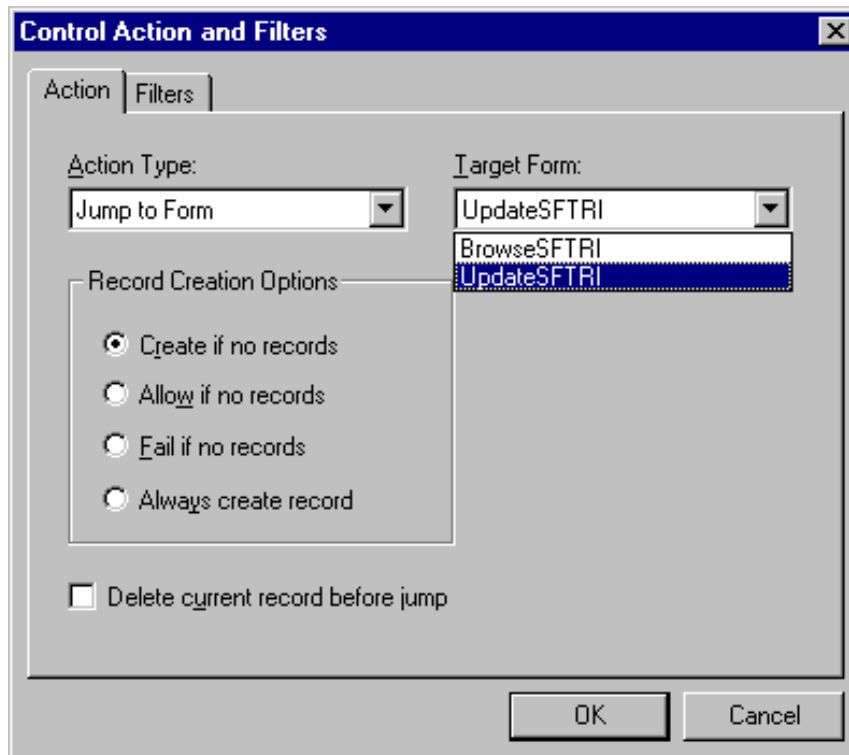 Control Action and Filters
Action Filters
Action Type: Target Form:
Jump to Form UpdateSFTRI
BrowseSFTRI
UpdateSFTRI
Record Creation Options
Create if no records
Allow if no records
Fail if no records
Always create record
Delete current record before jump
OK Cancel